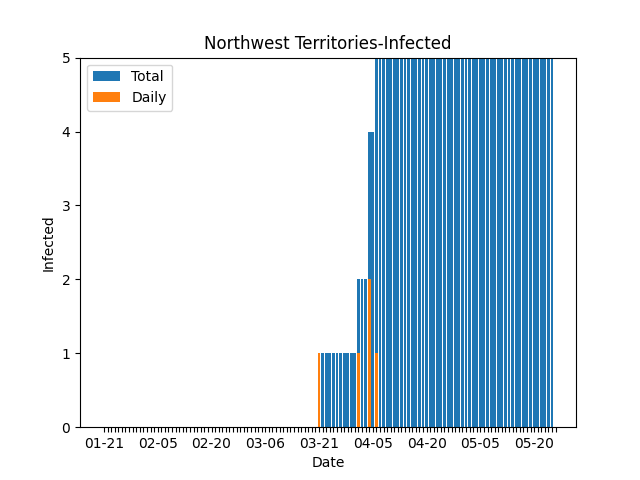 Northwest Territories-Infected
Total
Daily
5
4
3
2
1
0
Infected
01-21 02-05 02-20 03-06 03-21 04-05 04-20 05-05 05-20
Date